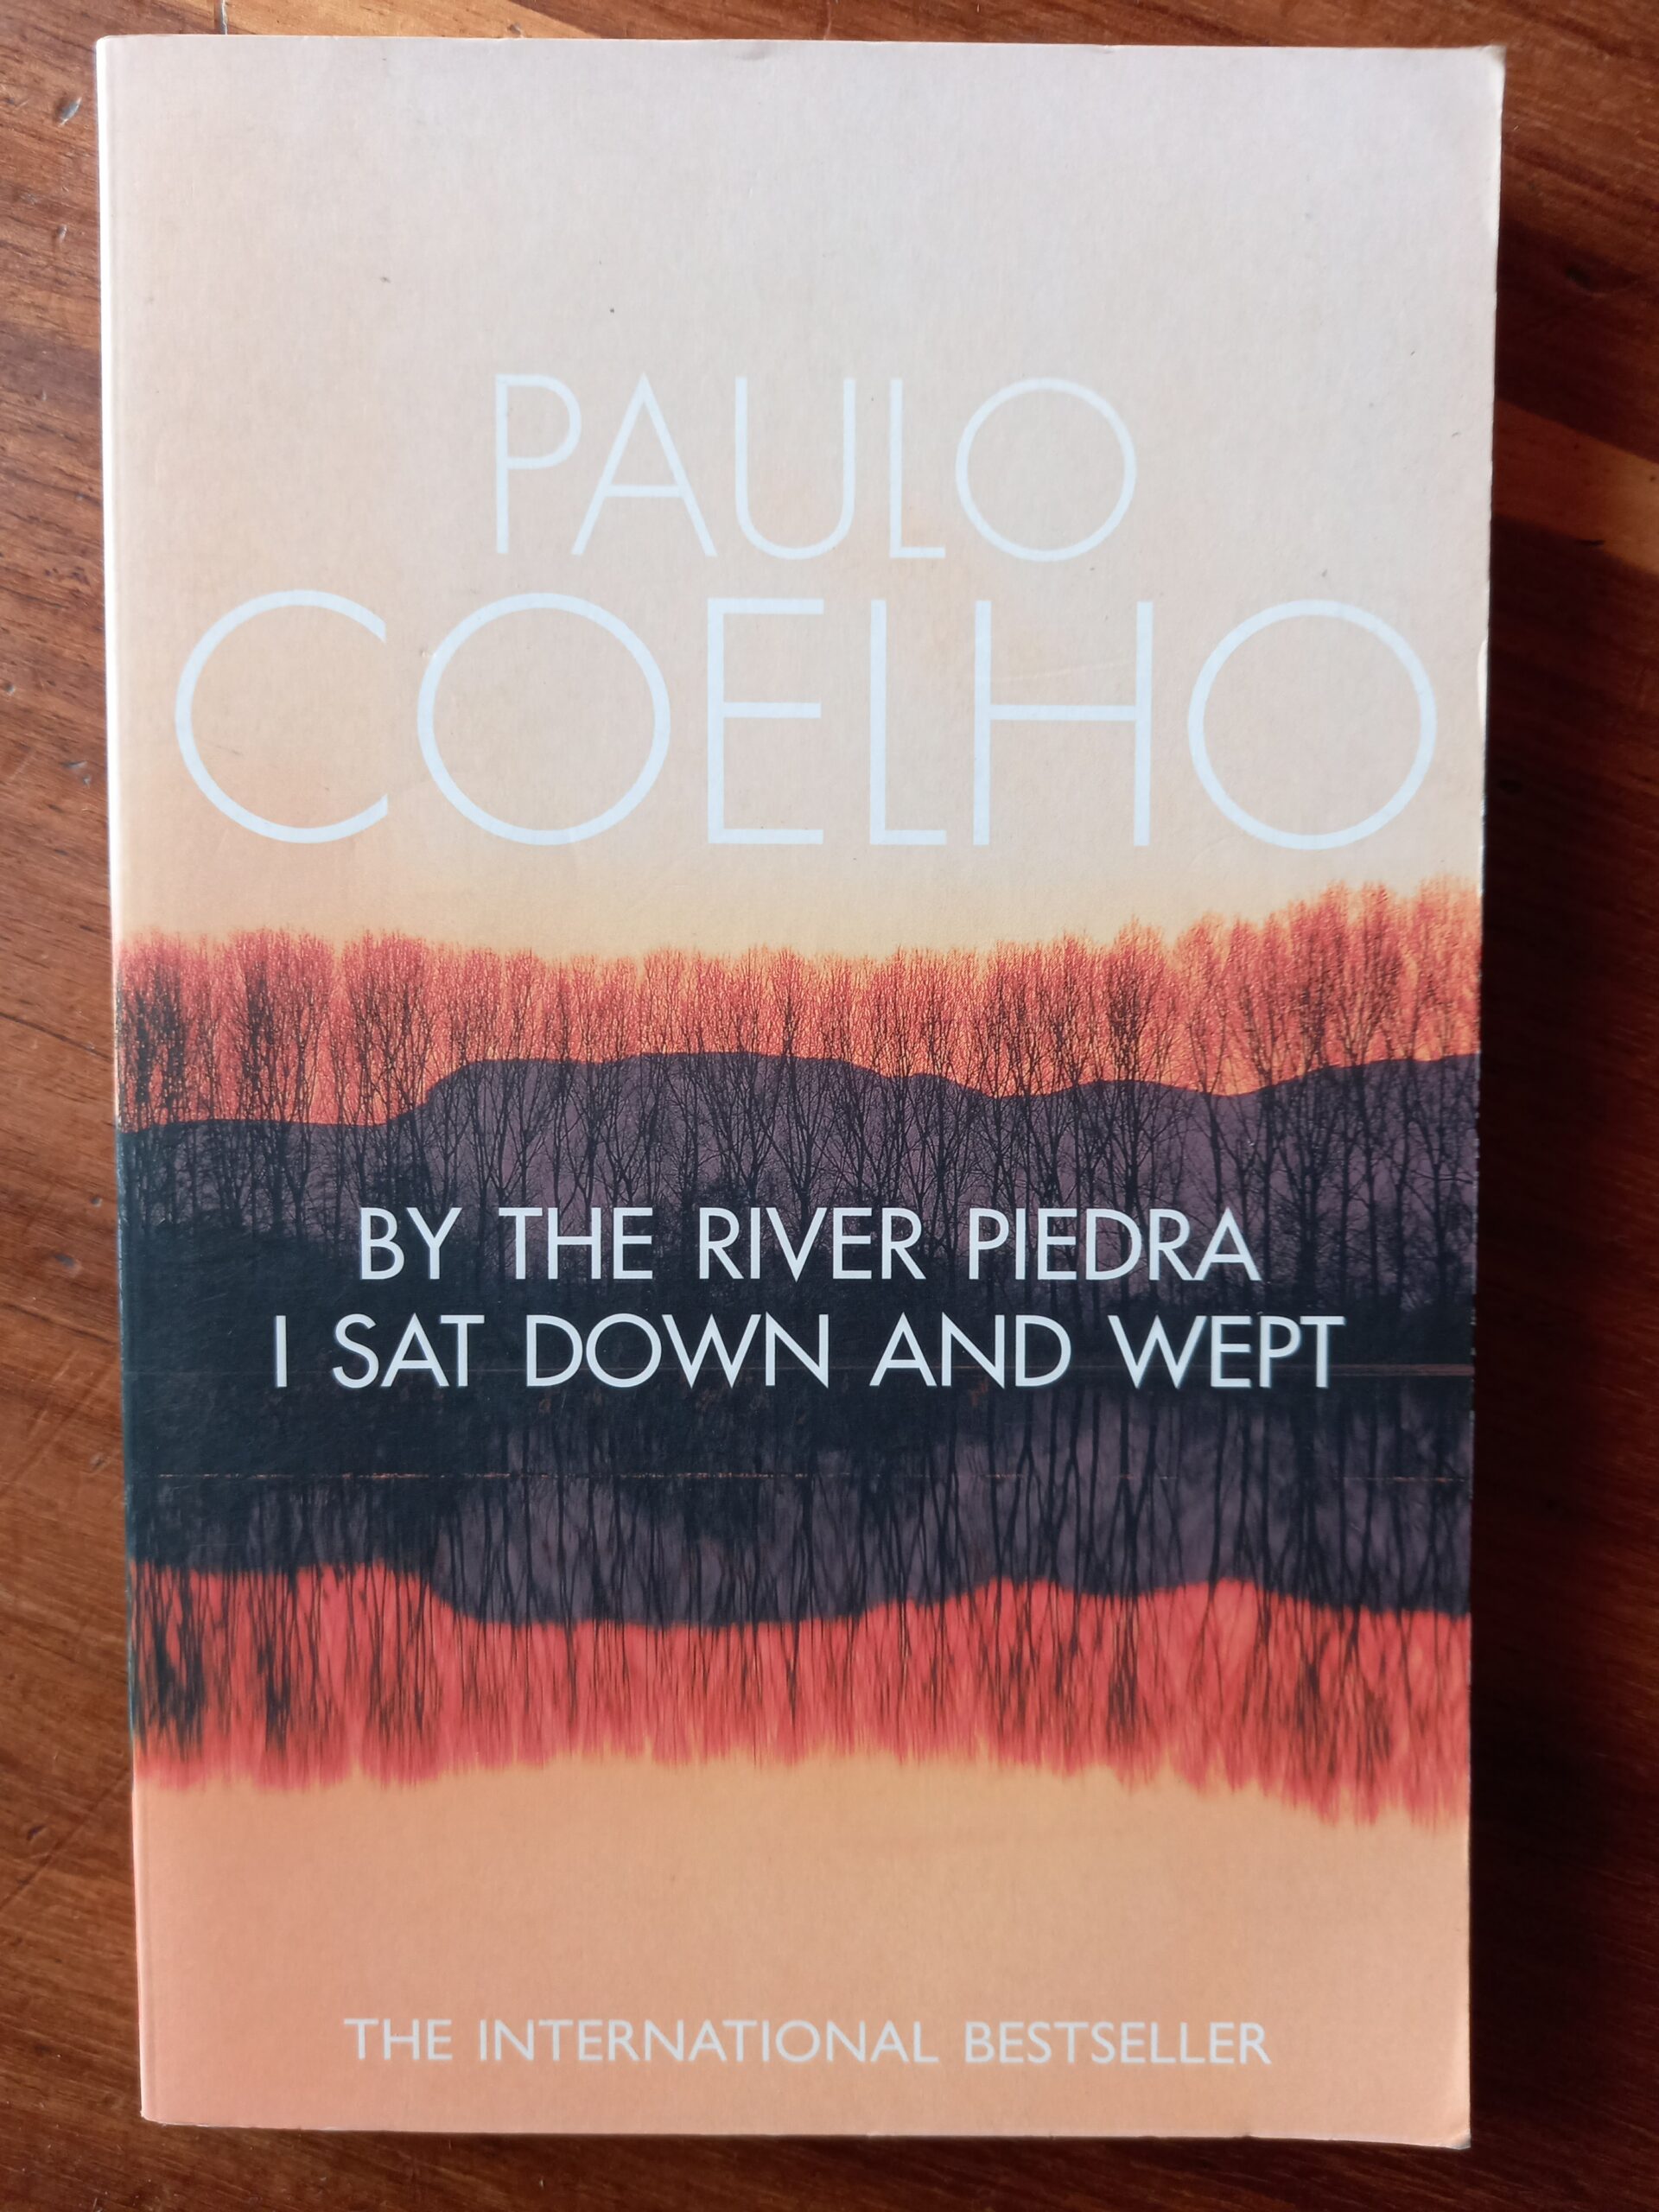 PAULO
COELHO
BY THE RIVER PIEDRA
I SAT DOWN AND WEPT
THE INTERNATIONAL BESTSELLER